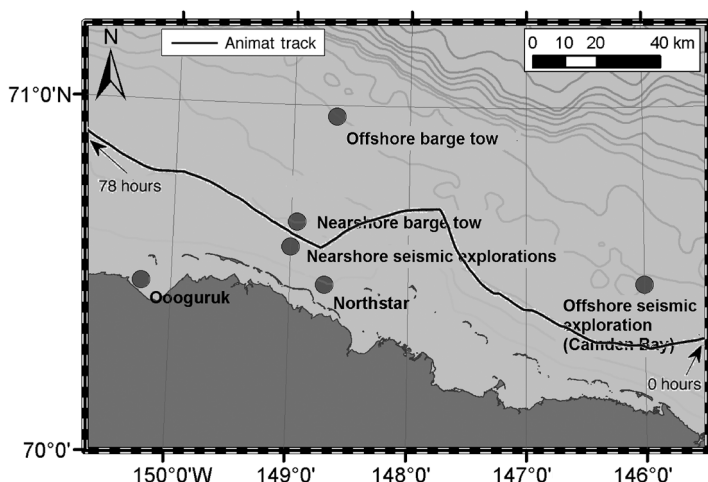 N
Animat track
0 10 20 40 km
71°0'N
Offshore barge tow
78 hours
Nearshore barge tow
Nearshore seismic explorations
Oooguruk
Northstar
Offshore seismic
exploration
(Camden Bay)
0 hours
70°0'
150°0'W 149°0' 148°0' 147°0' 146°0'